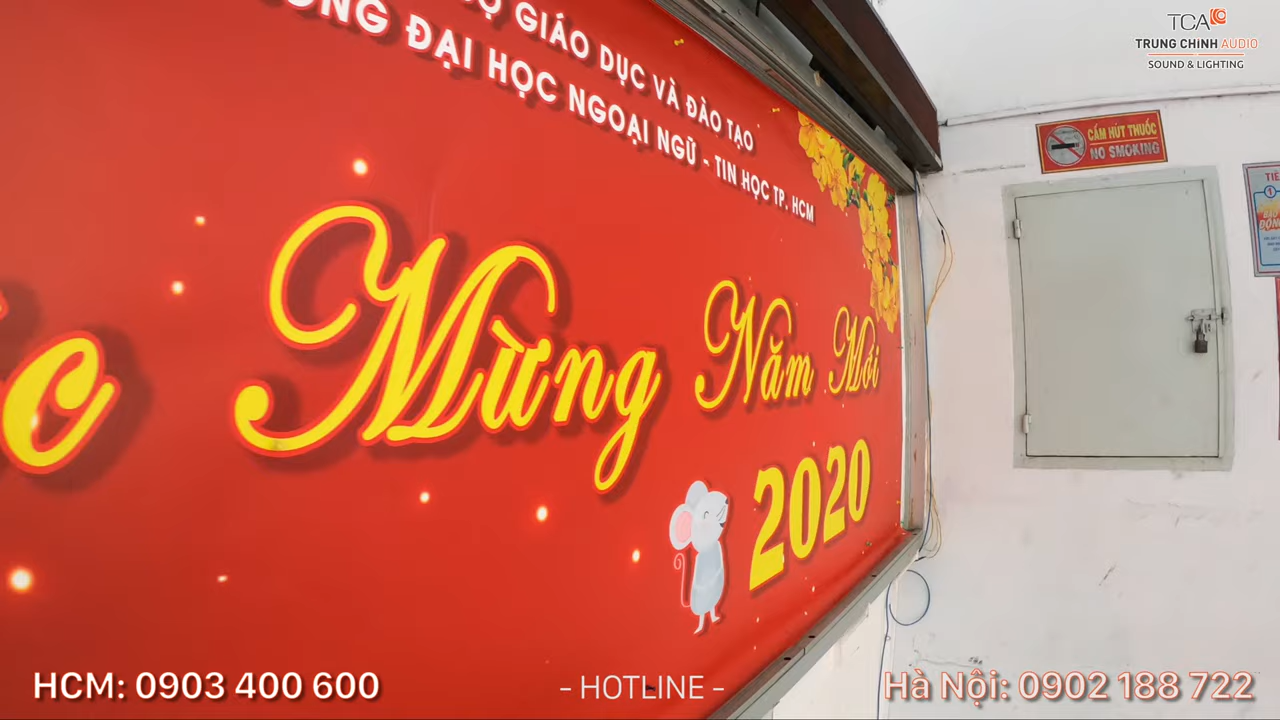 GIÁO DỤC VÀ ĐÀO TẠO
ĐẠI HỌC NGOẠI NGỮ - TIN HỌC TP. HCM
Mừng Năm Mới
2020
TCA
TRUNG CHINH AUDIO
SOUND & LIGHTING
CẤM HÚT THUỐC
NO SMOKING
HCM: 0903 400 600
- HOTLINE -
Hà Nội: 0902 188 722